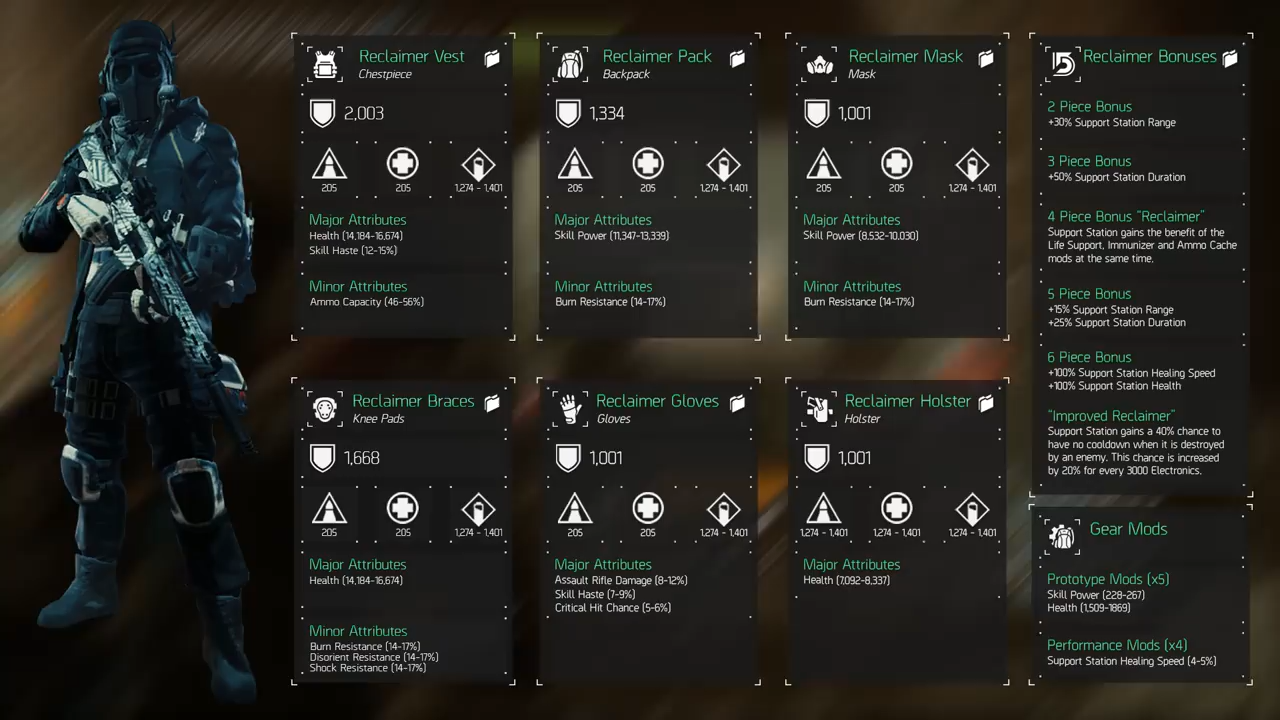 Reclaimer Vest
Chestpiece
2,003
205
205
1,274 - 1,401
Major Attributes
Health (14,184-16,674)
Skill Haste (12-15%)
Minor Attributes
Ammo Capacity (46-56%)
Reclaimer Pack
Backpack
1,334
205
205
1,274 - 1,401
Major Attributes
Skill Power (11,347-13,339)
Minor Attributes
Burn Resistance (14-17%)
Reclaimer Mask
Mask
1,001
205
205
1,274 - 1,401
Major Attributes
Skill Power (8,532-10,030)
Minor Attributes
Burn Resistance (14-17%)
Reclaimer Braces
Knee Pads
1,668
205
205
1,274 - 1,401
Major Attributes
Health (14,184-16,674)
Minor Attributes
Burn Resistance (14-17%)
Disorient Resistance (14-17%)
Shock Resistance (14-17%)
Reclaimer Gloves
Gloves
1,001
205
205
1,274 - 1,401
Major Attributes
Assault Rifle Damage (8-12%)
Skill Haste (7-9%)
Critical Hit Chance (5-6%)
Reclaimer Holster
Holster
1,001
1,274 - 1,401
1,274 - 1,401
1,274 - 1,401
Major Attributes
Health (7,092-8,337)
Reclaimer Bonuses
2 Piece Bonus
+30% Support Station Range
3 Piece Bonus
+50% Support Station Duration
4 Piece Bonus "Reclaimer"
Support Station gains the benefit of the
Life Support, Immunizer and Ammo Cache
mods at the same time.
5 Piece Bonus
+15% Support Station Range
+25% Support Station Duration
6 Piece Bonus
+100% Support Station Healing Speed
+100% Support Station Health
"Improved Reclaimer"
Support Station gains a 40% chance to
have no cooldown when it is destroyed
by an enemy. This chance is increased
by 20% for every 3000 Electronics.
Gear Mods
Prototype Mods (x5)
Skill Power (228-267)
Health (1,509-1869)
Performance Mods (x4)
Support Station Healing Speed (4-5%)